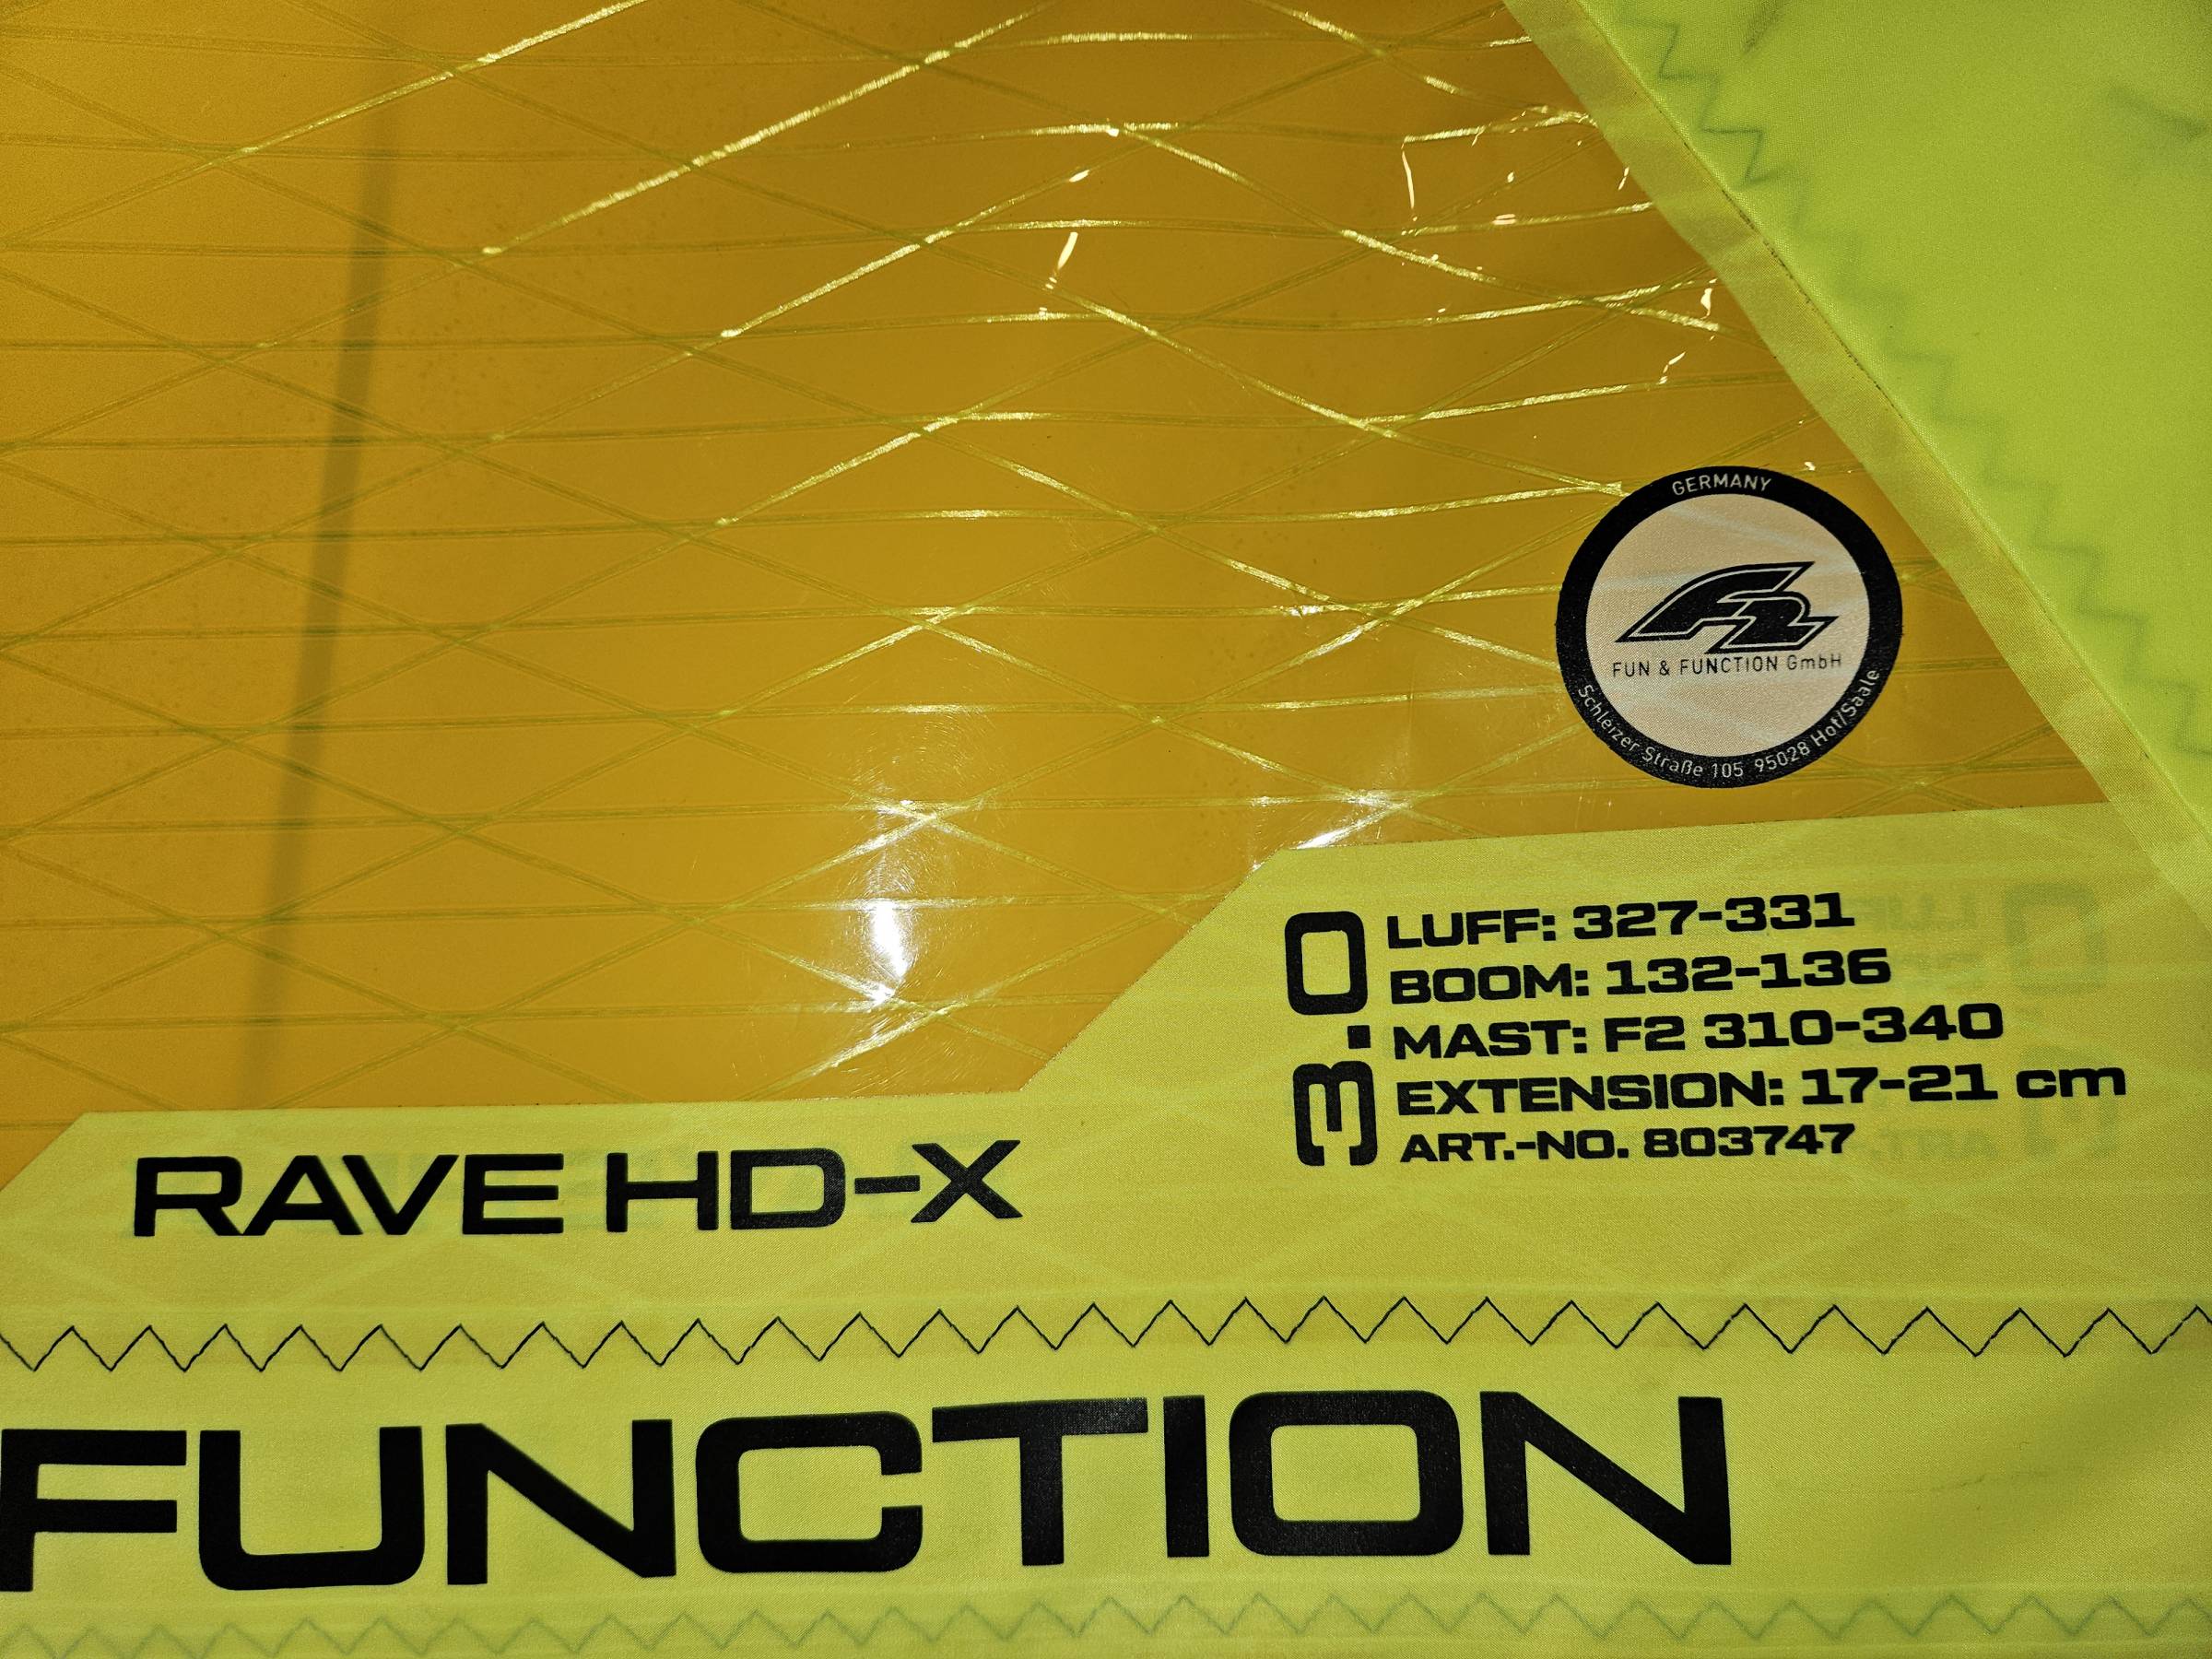 GERMANY
F2
FUN & FUNCTION GmbH
Schleizer Straße 105 95028 Hof/Saale
3.0
LUFF: 327-331
BOOM: 132-136
MAST: F2 310-340
EXTENSION: 17-21 cm
ART.-NO. 803747
RAVE HD-X
FUNCTION